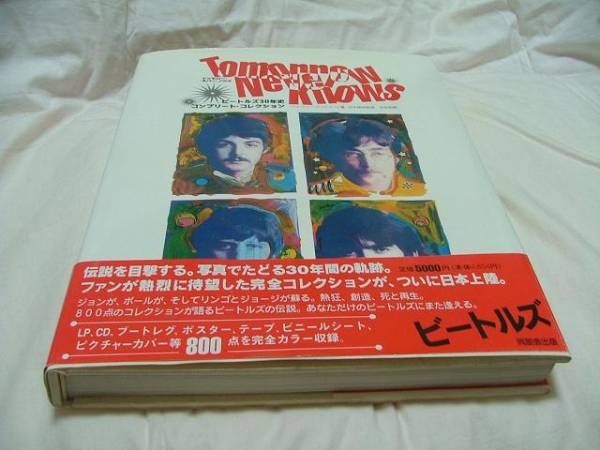 Tomorrow
Never
Knows
ビートルズ30年史
コンプリート・コレクション
伝説を目撃する。写真でたどる30年間の軌跡。
定価5000円
ファンが熱烈に待望した完全コレクションが、ついに日本上陸。
ジョンが、ポールが、そしてリンゴとジョージが蘇る。熱狂、創造、死と再生。
800点のコレクションが語るビートルズの伝説。あなただけのビートルズにまた逢える。
LP、CD、ブートレグ、ポスター、テープ、ビニールシート、
ピクチャーカバー等800点を完全カラー収録。
ビートルズ